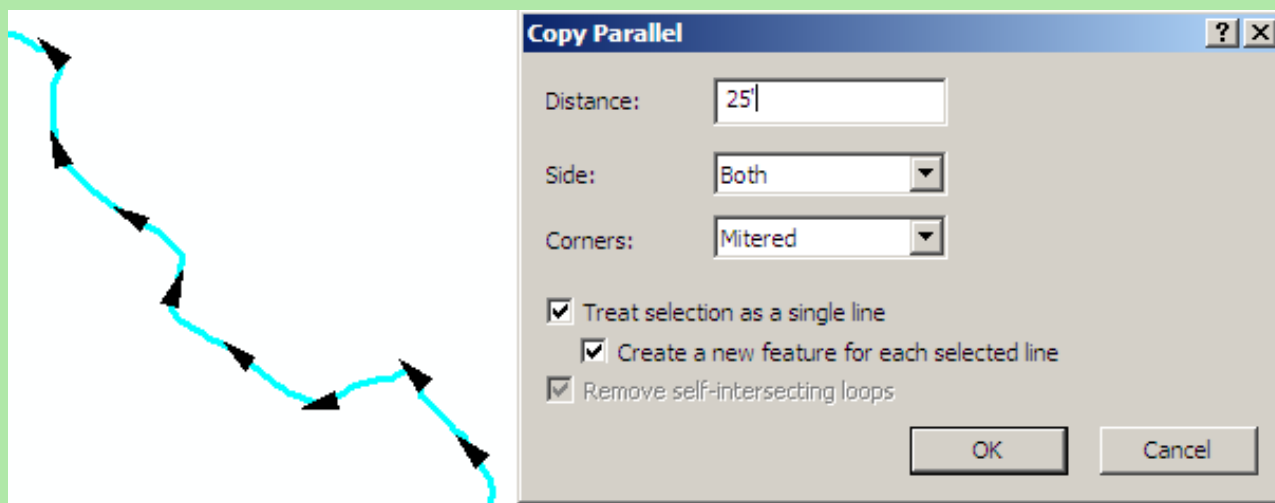 Copy Parallel
Distance: 25'
Side: Both
Corners: Mitered
Treat selection as a single line
Create a new feature for each selected line
Remove self-intersecting loops
OK Cancel